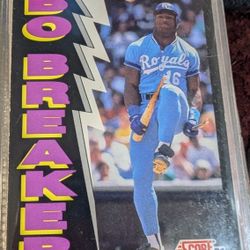 BO BREAKER
Royals
16
SCORE